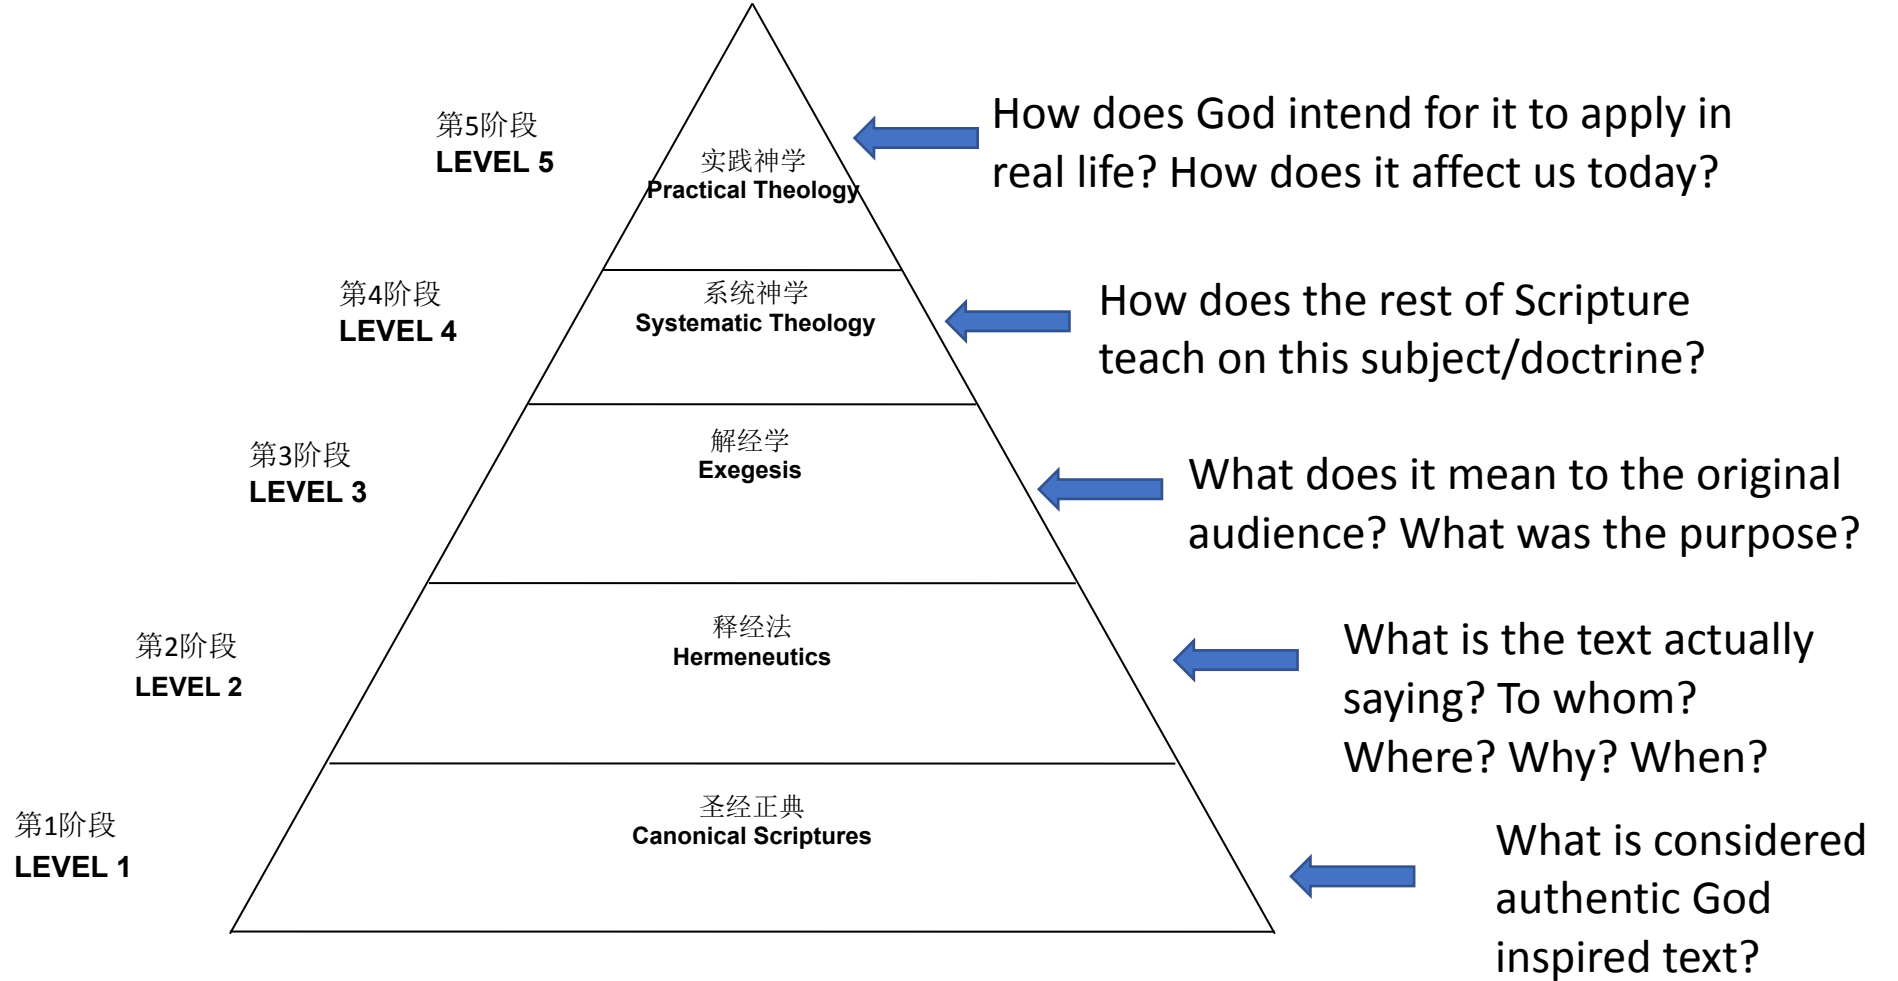 第5阶段
LEVEL 5
实践神学
Practical Theology
How does God intend for it to apply in
real life? How does it affect us today?
第4阶段
LEVEL 4
系统神学
Systematic Theology
How does the rest of Scripture
teach on this subject/doctrine?
第3阶段
LEVEL 3
解经学
Exegesis
What does it mean to the original
audience? What was the purpose?
第2阶段
LEVEL 2
释经法
Hermeneutics
What is the text actually
saying? To whom?
Where? Why? When?
第1阶段
LEVEL 1
圣经正典
Canonical Scriptures
What is considered
authentic God
inspired text?